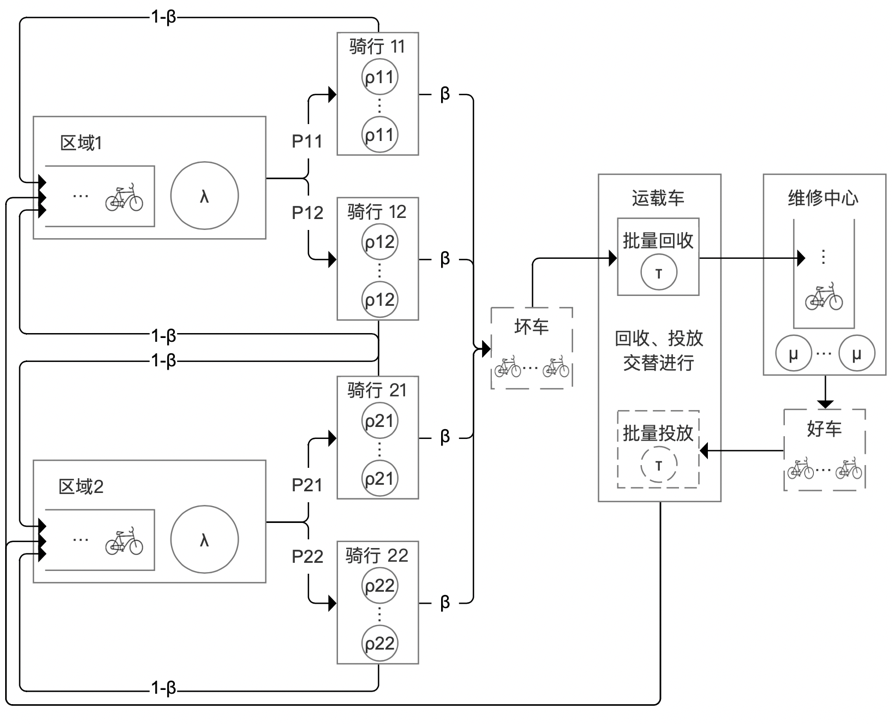 1-β
骑行 11
ρ11
⋮
ρ11
β
区域1
...
λ
P11
P12
骑行 12
ρ12
⋮
ρ12
β
1-β
1-β
骑行 21
ρ21
⋮
ρ21
β
区域2
...
λ
P21
P22
骑行 22
ρ22
⋮
ρ22
β
1-β
坏车
...
运载车
批量回收
τ
回收、投放
交替进行
批量投放
τ
维修中心
⋮
μ ... μ
好车
...